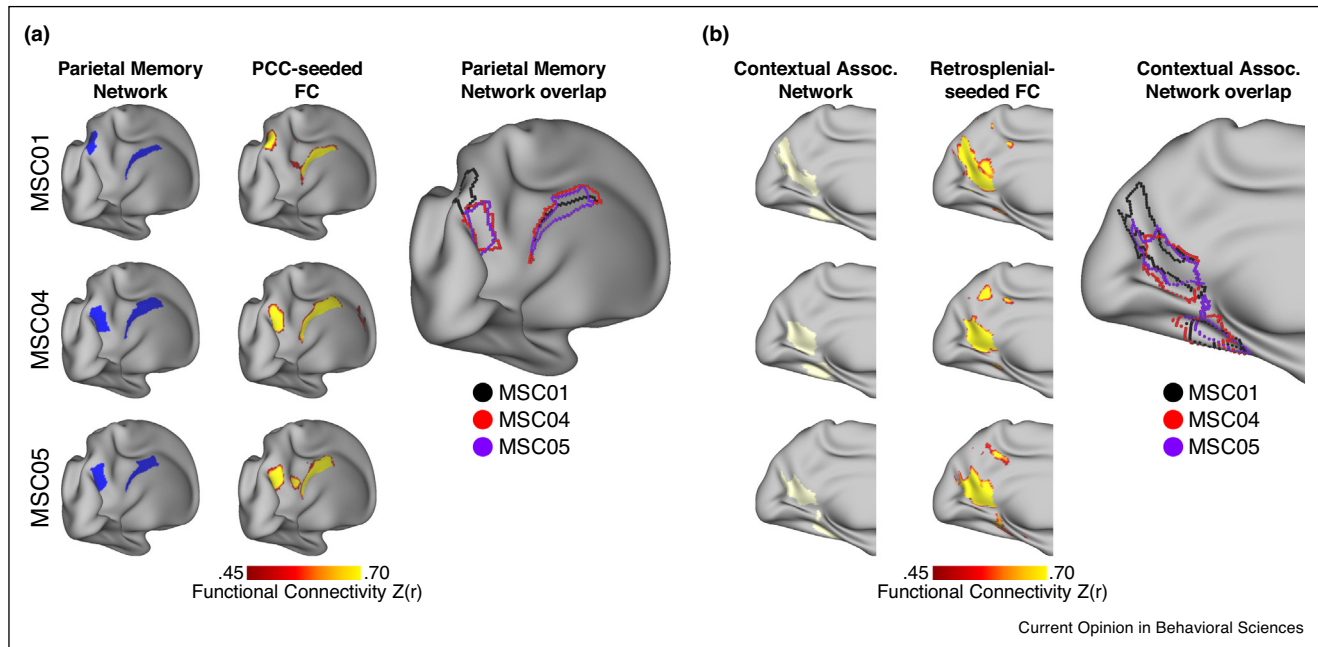 (a)
Parietal Memory
Network
PCC-seeded
FC
Parietal Memory
Network overlap
MSC01
MSC04
MSC05
MSC01
MSC04
MSC05
.45
.70
Functional Connectivity Z(r)
(b)
Contextual Assoc.
Network
Retrosplenial-
seeded FC
Contextual Assoc.
Network overlap
MSC01
MSC04
MSC05
.45
.70
Functional Connectivity Z(r)
Current Opinion in Behavioral Sciences